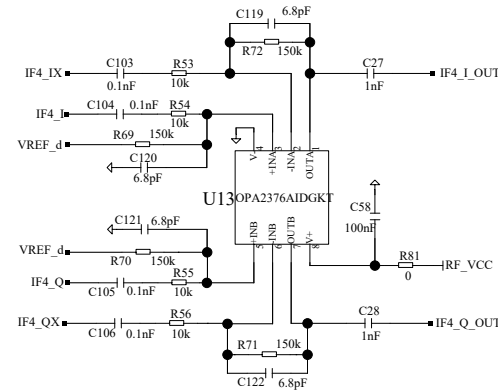 C119 6.8pF
R72 150k
IF4_IX C103 0.1nF R53 10k
C27 1nF IF4_I_OUT
IF4_I C104 0.1nF R54 10k
VREF_d R69 150k
C120 6.8pF
V- +INA -INA OUTA
4 3 2 1
U13 OPA2376AIDGKT
+INB -INB OUTB V+
5 6 7 8
C121 6.8pF
VREF_d R70 150k
IF4_Q C105 0.1nF R55 10k
C58 100nF
R81 0 RF_VCC
IF4_QX C106 0.1nF R56 10k
C28 1nF IF4_Q_OUT
R71 150k
C122 6.8pF